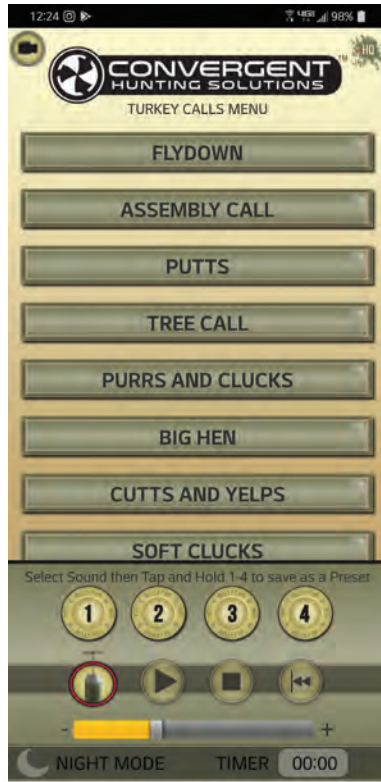 12:24
98%
CONVERGENT
HUNTING SOLUTIONS
TM
HQ
TURKEY CALLS MENU
FLYDOWN
ASSEMBLY CALL
PUTTS
TREE CALL
PURRS AND CLUCKS
BIG HEN
CUTTS AND YELPS
SOFT CLUCKS
Select Sound then Tap and Hold 1-4 to save as a Preset
1 2 3 4
- +
NIGHT MODE TIMER 00:00